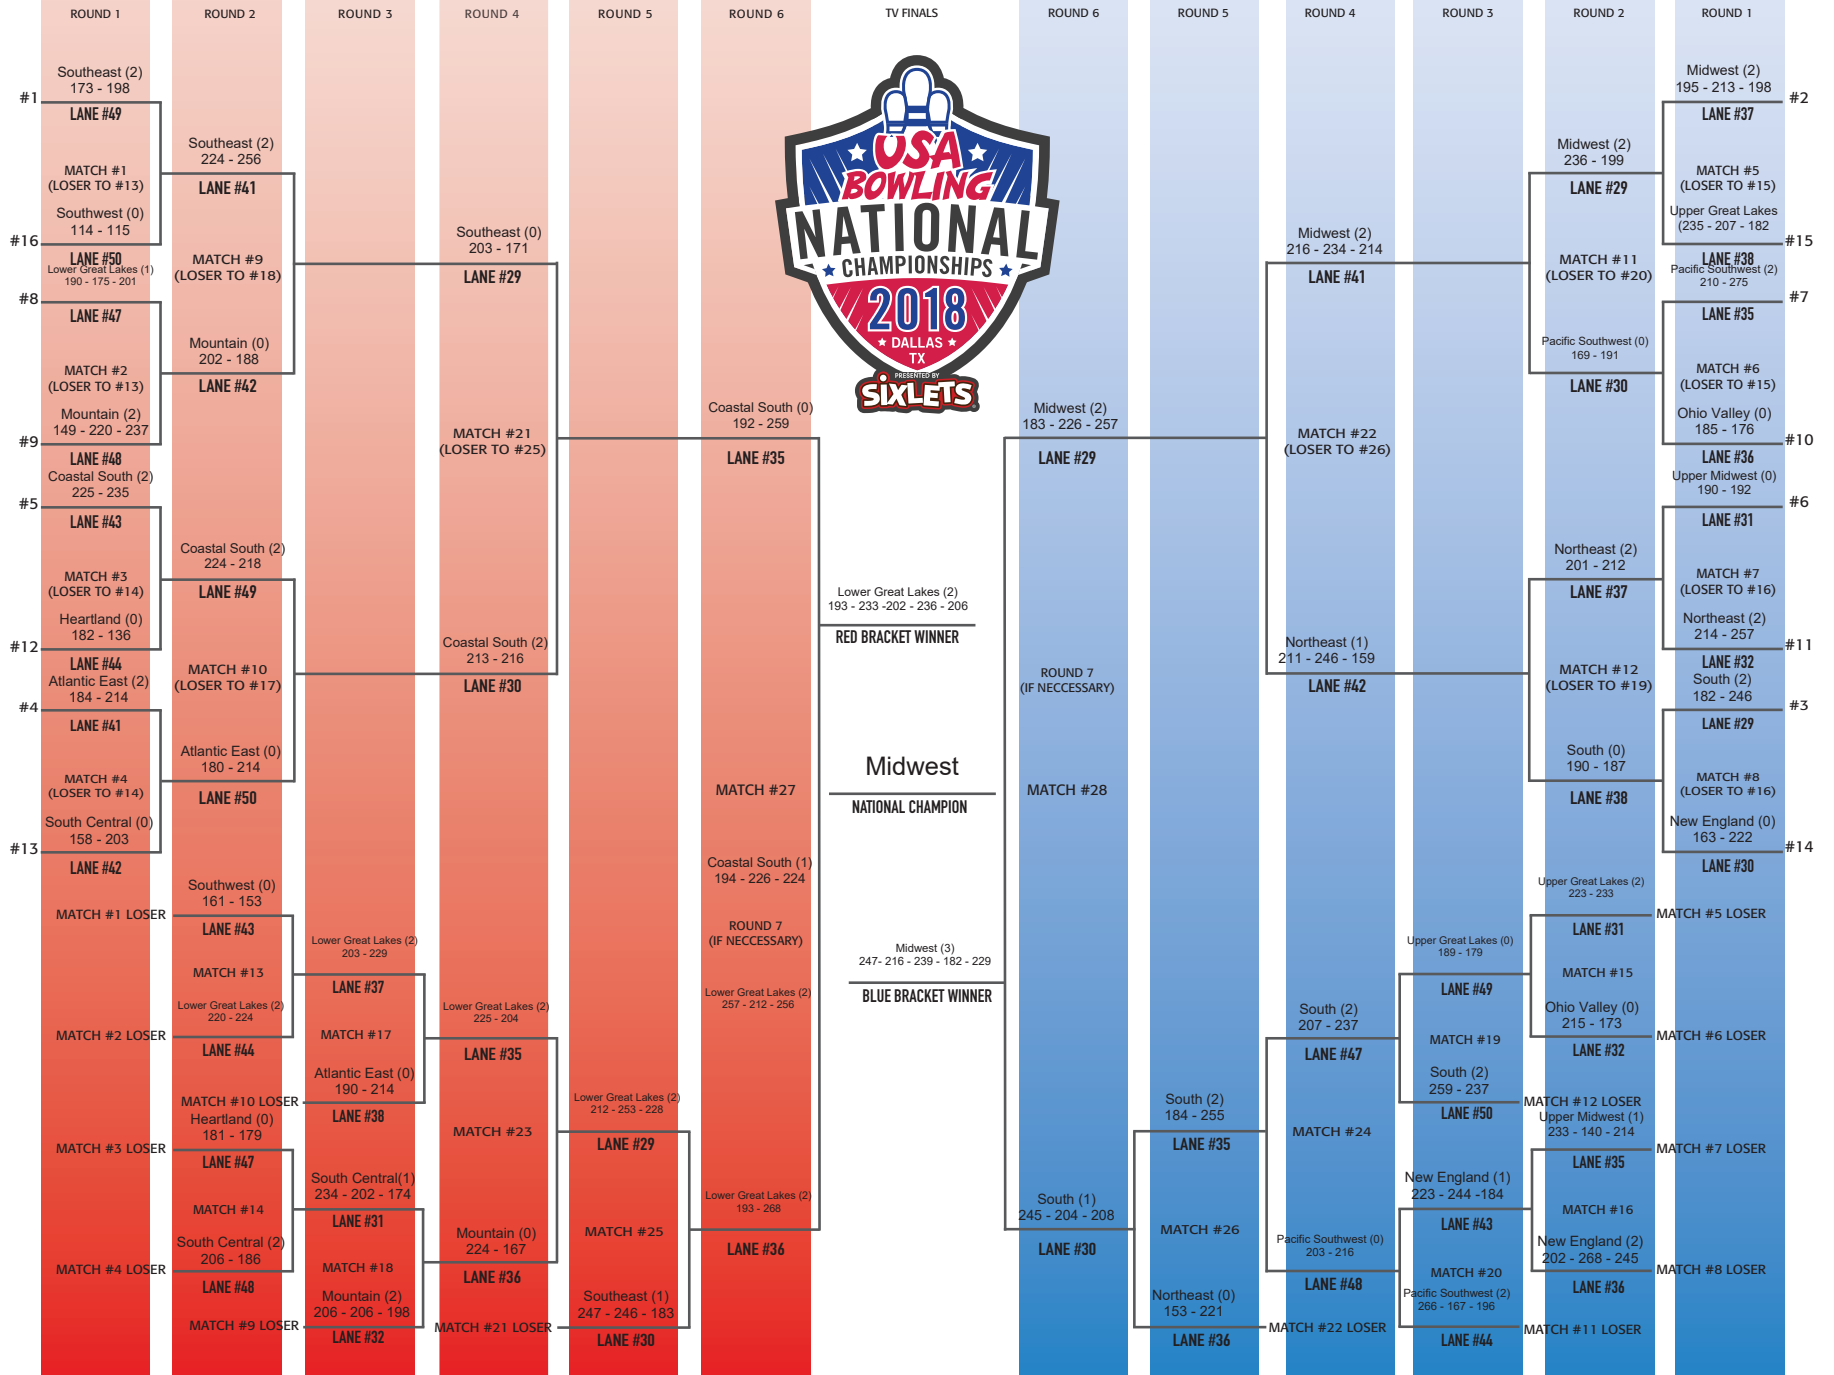 ROUND 1
ROUND 2
ROUND 3
ROUND 4
ROUND 5
ROUND 6
TV FINALS
ROUND 6
ROUND 5
ROUND 4
ROUND 3
ROUND 2
ROUND 1
Southeast (2)
173 - 198
#1
LANE #49
MATCH #1
(LOSER TO #13)
Southwest (0)
114 - 115
#16
LANE #50
Lower Great Lakes (1)
190 - 175 - 201
#8
LANE #47
MATCH #2
(LOSER TO #13)
Mountain (2)
149 - 220 - 237
#9
LANE #48
Coastal South (2)
225 - 235
#5
LANE #43
MATCH #3
(LOSER TO #14)
Heartland (0)
182 - 136
#12
LANE #44
Atlantic East (2)
184 - 214
#4
LANE #41
MATCH #4
(LOSER TO #14)
South Central (0)
158 - 203
#13
LANE #42
MATCH #1 LOSER
MATCH #2 LOSER
MATCH #3 LOSER
MATCH #4 LOSER
Southeast (2)
224 - 256
LANE #41
MATCH #9
(LOSER TO #18)
Mountain (0)
202 - 188
LANE #42
Coastal South (2)
224 - 218
LANE #49
MATCH #10
(LOSER TO #17)
Atlantic East (0)
180 - 214
LANE #50
Southwest (0)
161 - 153
LANE #43
MATCH #13
Lower Great Lakes (2)
220 - 224
LANE #44
MATCH #10 LOSER
Heartland (0)
181 - 179
LANE #47
MATCH #14
South Central (2)
206 - 186
LANE #48
MATCH #9 LOSER
Lower Great Lakes (2)
203 - 229
LANE #37
MATCH #17
Atlantic East (0)
190 - 214
LANE #38
South Central(1)
234 - 202 - 174
LANE #31
MATCH #18
Mountain (2)
206 - 206 - 198
LANE #32
Southeast (0)
203 - 171
LANE #29
MATCH #21
(LOSER TO #25)
Coastal South (2)
213 - 216
LANE #30
Lower Great Lakes (2)
225 - 204
LANE #35
MATCH #23
Mountain (0)
224 - 167
LANE #36
MATCH #21 LOSER
Lower Great Lakes (2)
212 - 253 - 228
LANE #29
MATCH #25
Southeast (1)
247 - 246 - 183
LANE #30
Coastal South (0)
192 - 259
LANE #35
MATCH #27
Coastal South (1)
194 - 226 - 224
ROUND 7
(IF NECCESSARY)
Lower Great Lakes (2)
257 - 212 - 256
Lower Great Lakes (2)
193 - 268
LANE #36
USA
BOWLING
NATIONAL
CHAMPIONSHIPS
2018
DALLAS
TX
PRESENTED BY
SIXLETS
Lower Great Lakes (2)
193 - 233 -202 - 236 - 206
RED BRACKET WINNER
Midwest
NATIONAL CHAMPION
Midwest (3)
247- 216 - 239 - 182 - 229
BLUE BRACKET WINNER
Midwest (2)
183 - 226 - 257
LANE #29
ROUND 7
(IF NECCESSARY)
MATCH #28
South (1)
245 - 204 - 208
LANE #30
South (2)
184 - 255
LANE #35
MATCH #26
Northeast (0)
153 - 221
LANE #36
Midwest (2)
216 - 234 - 214
LANE #41
MATCH #22
(LOSER TO #26)
Northeast (1)
211 - 246 - 159
LANE #42
South (2)
207 - 237
LANE #47
MATCH #24
Pacific Southwest (0)
203 - 216
LANE #48
MATCH #22 LOSER
Upper Great Lakes (0)
189 - 179
LANE #49
MATCH #19
South (2)
259 - 237
LANE #50
New England (1)
223 - 244 -184
LANE #43
MATCH #20
Pacific Southwest (2)
266 - 167 - 196
LANE #44
Midwest (2)
236 - 199
LANE #29
MATCH #11
(LOSER TO #20)
Pacific Southwest (0)
169 - 191
LANE #30
Northeast (2)
201 - 212
LANE #37
MATCH #12
(LOSER TO #19)
South (0)
190 - 187
LANE #38
Upper Great Lakes (2)
223 - 233
LANE #31
MATCH #15
Ohio Valley (0)
215 - 173
LANE #32
MATCH #12 LOSER
Upper Midwest (1)
233 - 140 - 214
LANE #35
MATCH #16
New England (2)
202 - 268 - 245
LANE #36
MATCH #11 LOSER
Midwest (2)
195 - 213 - 198
#2
LANE #37
MATCH #5
(LOSER TO #15)
Upper Great Lakes
(235 - 207 - 182
#15
LANE #38
Pacific Southwest (2)
210 - 275
#7
LANE #35
MATCH #6
(LOSER TO #15)
Ohio Valley (0)
185 - 176
#10
LANE #36
Upper Midwest (0)
190 - 192
#6
LANE #31
MATCH #7
(LOSER TO #16)
Northeast (2)
214 - 257
#11
LANE #32
South (2)
182 - 246
#3
LANE #29
MATCH #8
(LOSER TO #16)
New England (0)
163 - 222
#14
LANE #30
MATCH #5 LOSER
MATCH #6 LOSER
MATCH #7 LOSER
MATCH #8 LOSER